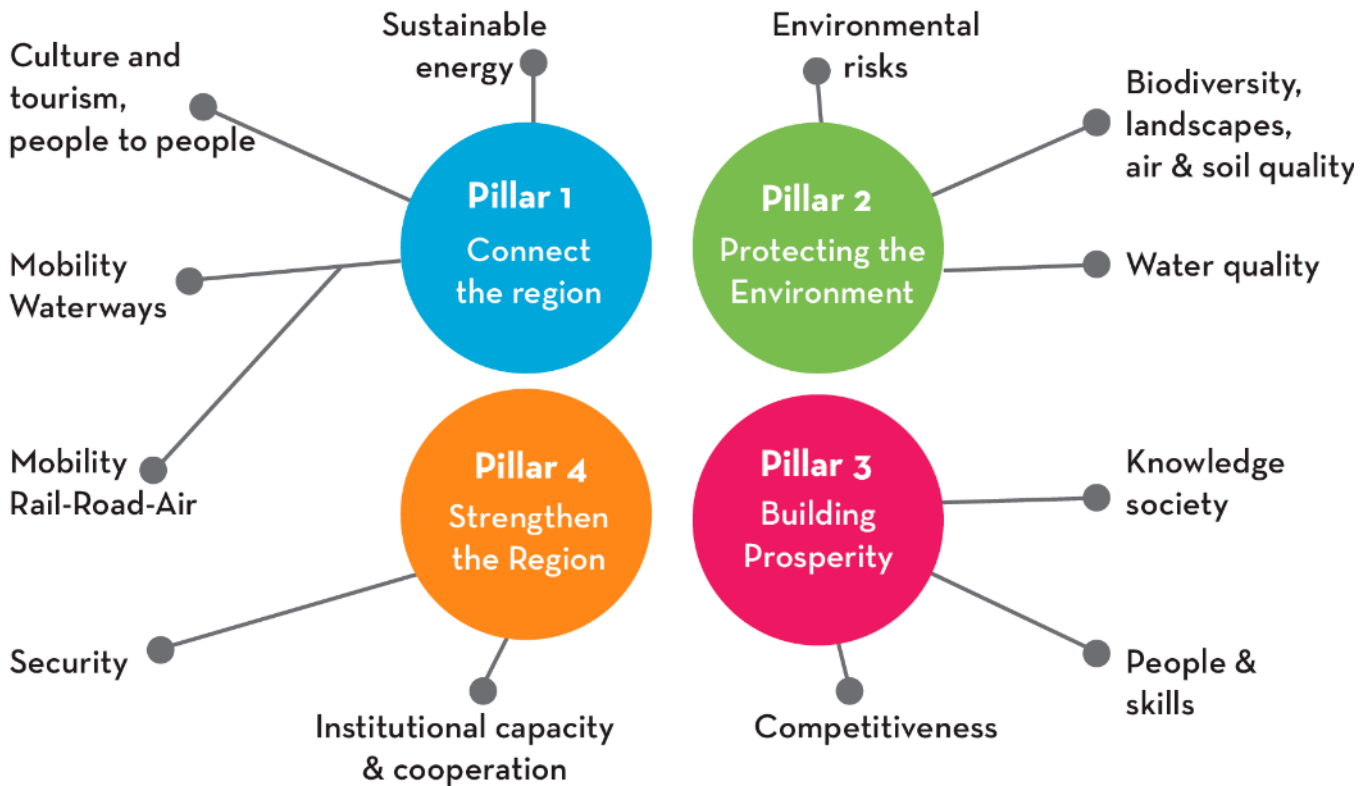 Culture and
tourism,
people to people
Sustainable
energy
Mobility
Waterways
Mobility
Rail-Road-Air
Pillar 1
Connect
the region
Environmental
risks
Biodiversity,
landscapes,
air & soil quality
Water quality
Pillar 2
Protecting the
Environment
Pillar 4
Strengthen
the Region
Security
Institutional capacity
& cooperation
Pillar 3
Building
Prosperity
Knowledge
society
People &
skills
Competitiveness